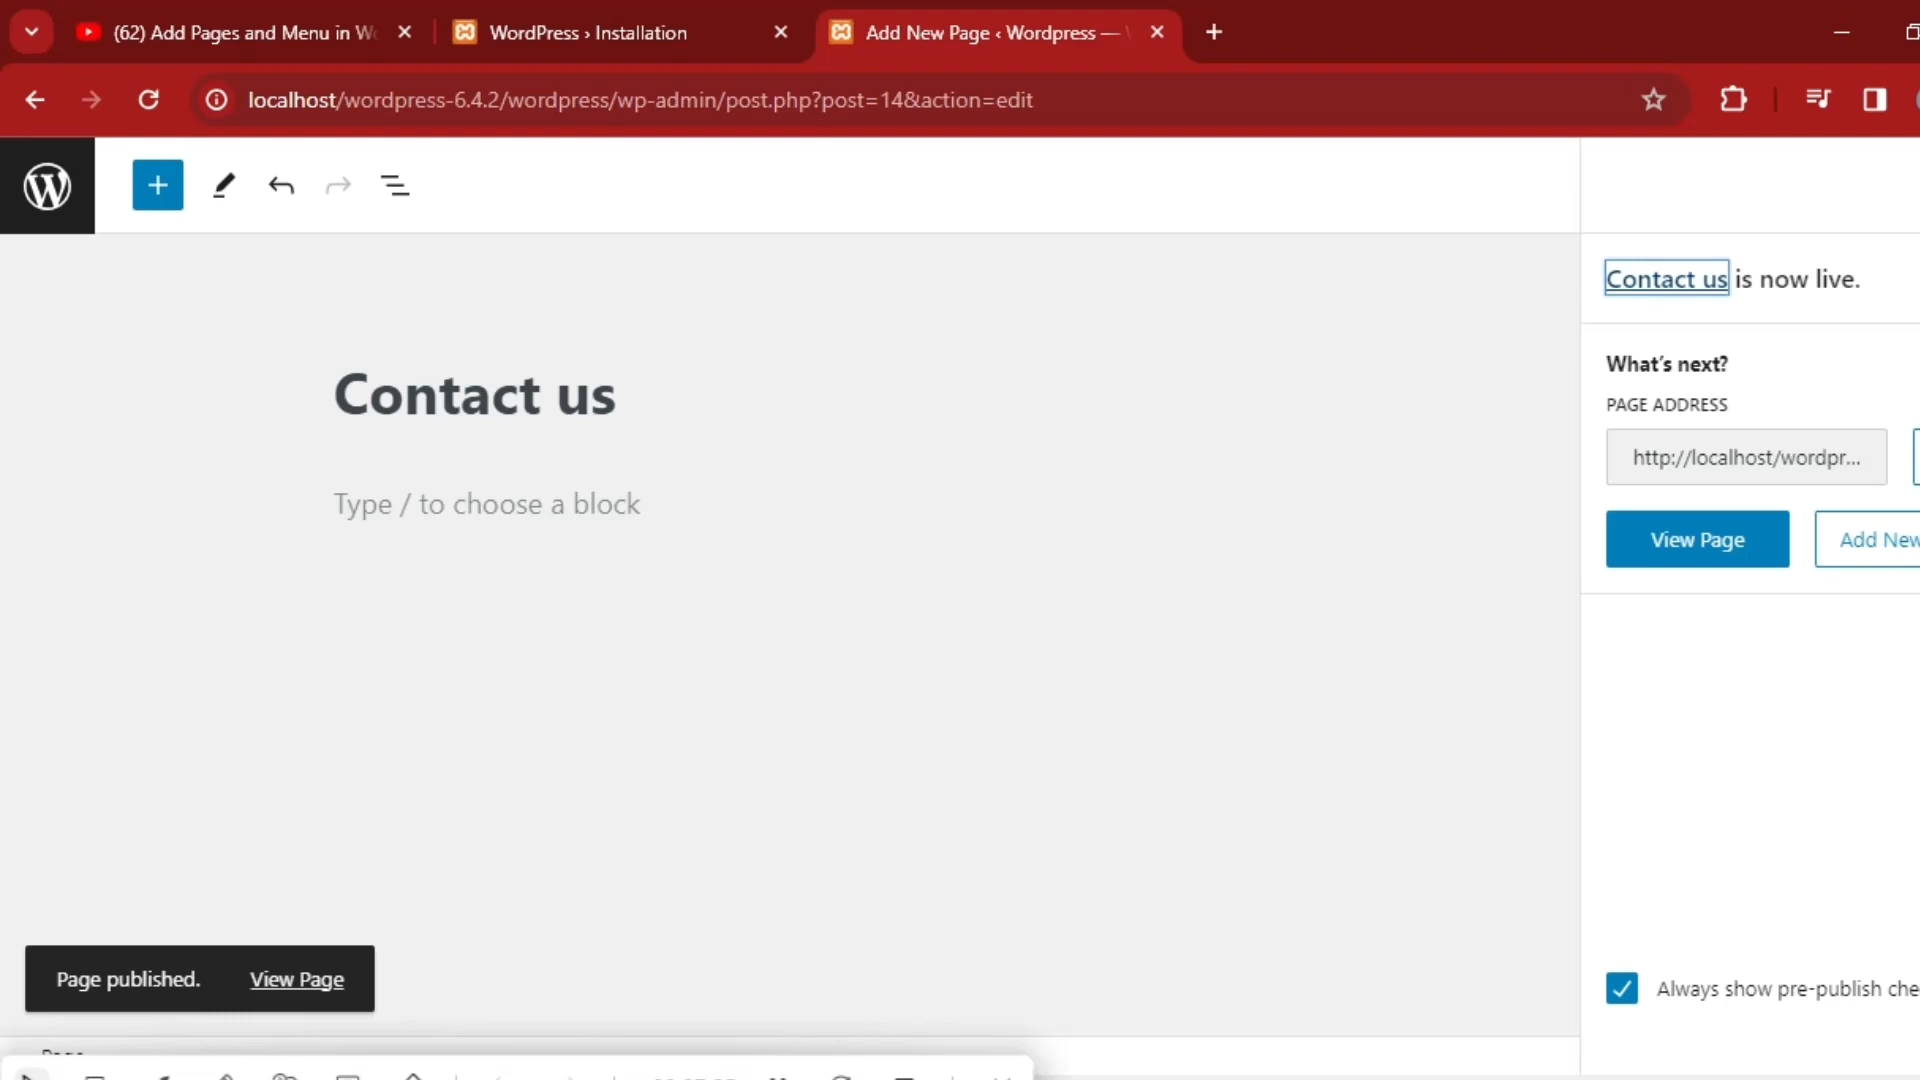 (62) Add Pages and Menu in W
WordPress › Installation
Add New Page ‹ Wordpress —
localhost/wordpress-6.4.2/wordpress/wp-admin/post.php?post=14&action=edit
Contact us is now live.
What's next?
PAGE ADDRESS
http://localhost/wordpr...
View Page
Add New
Contact us
Type / to choose a block
Page published.
View Page
Always show pre-publish che
Page